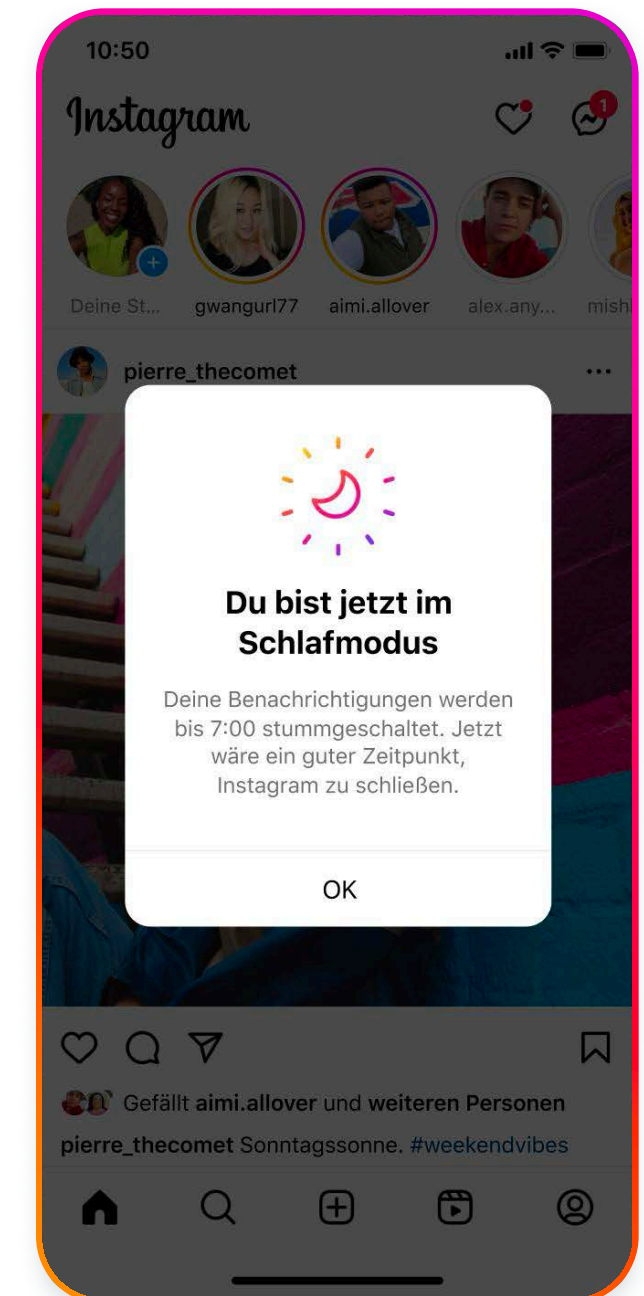 10:50
Instagram
1
Deine St...
gwangurl77
aimi.allover
alex.any...
mish
pierre_thecomet
Du bist jetzt im
Schlafmodus
Deine Benachrichtigungen werden
bis 7:00 stummgeschaltet. Jetzt
wäre ein guter Zeitpunkt,
Instagram zu schließen.
OK
Gefällt aimi.allover und weiteren Personen
pierre_thecomet Sonntagssonne. #weekendvibes